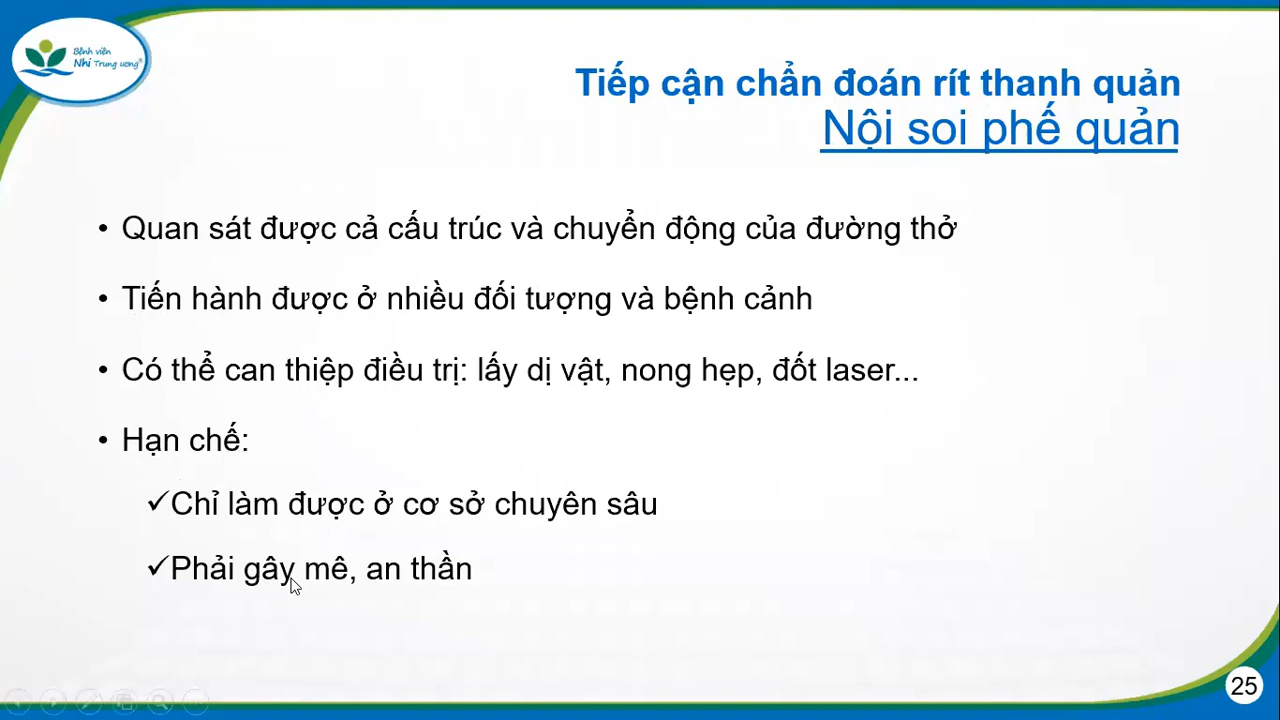 Bệnh viện
Nhi Trung ương®
Tiếp cận chẩn đoán rít thanh quản
Nội soi phế quản
• Quan sát được cả cấu trúc và chuyển động của đường thở
• Tiến hành được ở nhiều đối tượng và bệnh cảnh
• Có thể can thiệp điều trị: lấy dị vật, nong hẹp, đốt laser...
• Hạn chế:
✓Chỉ làm được ở cơ sở chuyên sâu
✓Phải gây mê, an thần
25